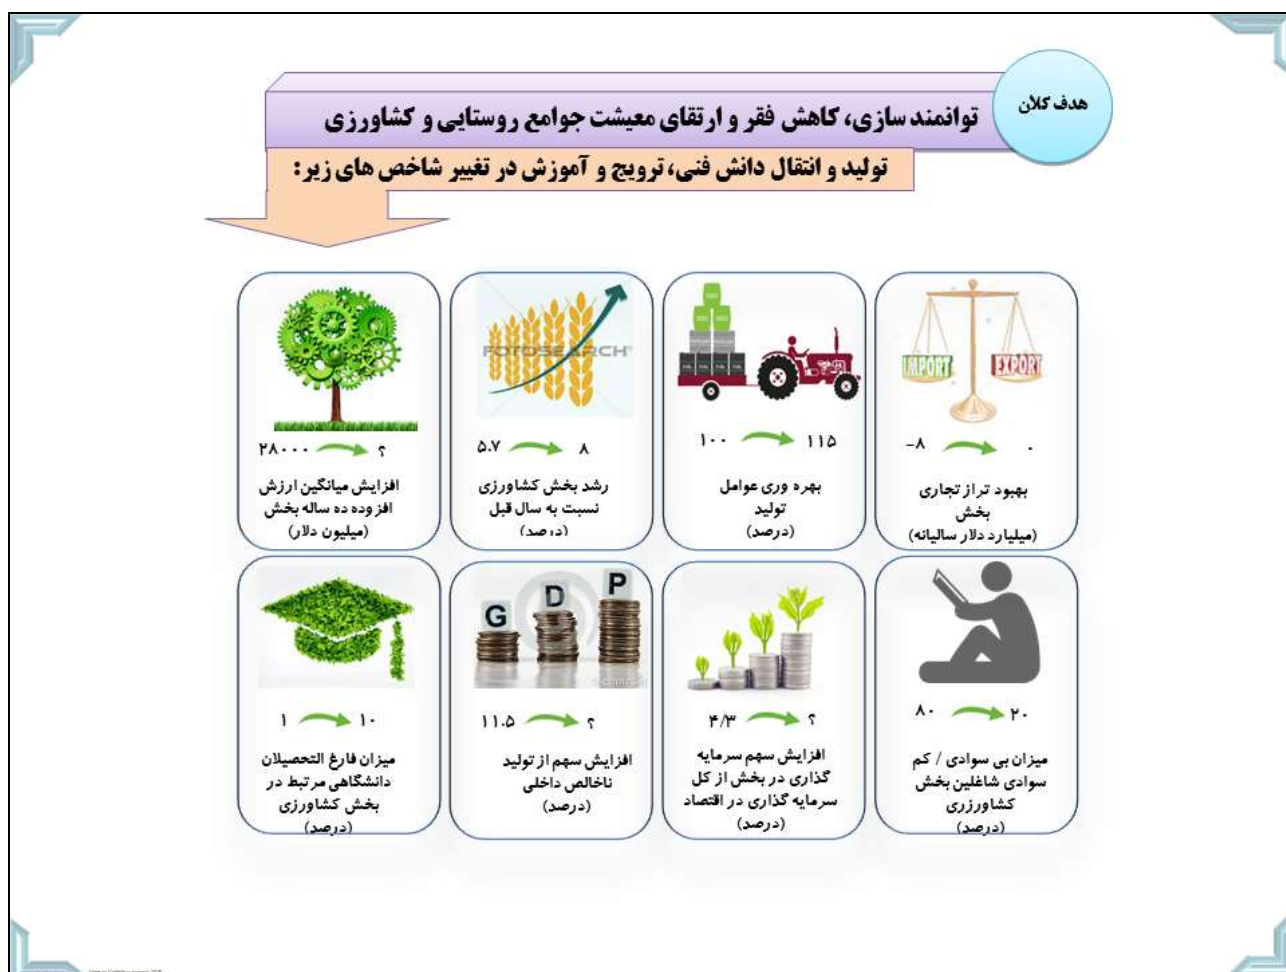 هدف کلان
توانمند سازی، کاهش فقر و ارتقای معیشت جوامع روستایی و کشاورزی
تولید و انتقال دانش فنی، ترویج و آموزش در تغییر شاخص های زیر:
IMPORT EXPORT
-۸ ۰
بهبود تراز تجاری
بخش
(میلیارد دلار سالیانه)
۱۰۰ ۱۱۵
بهره وری عوامل
تولید
(درصد)
FOTOSEARCH®
۵.۷ ۸
رشد بخش کشاورزی
نسبت به سال قبل
(درصد)
۲۸۰۰۰ ؟
افزایش میانگین ارزش
افزوده ده ساله بخش
(میلیون دلار)
۸۰ ۲۰
میزان بی سوادی / کم
سوادی شاغلین بخش
کشاورزری
(درصد)
۴/۳ ؟
افزایش سهم سرمایه
گذاری در بخش از کل
سرمایه گذاری در اقتصاد
(درصد)
G D P
۱۱.۵ ؟
افزایش سهم از تولید
ناخالص داخلی
(درصد)
۱ ۱۰
میزان فارغ التحصیلان
دانشگاهی مرتبط در
بخش کشاورزی
(درصد)